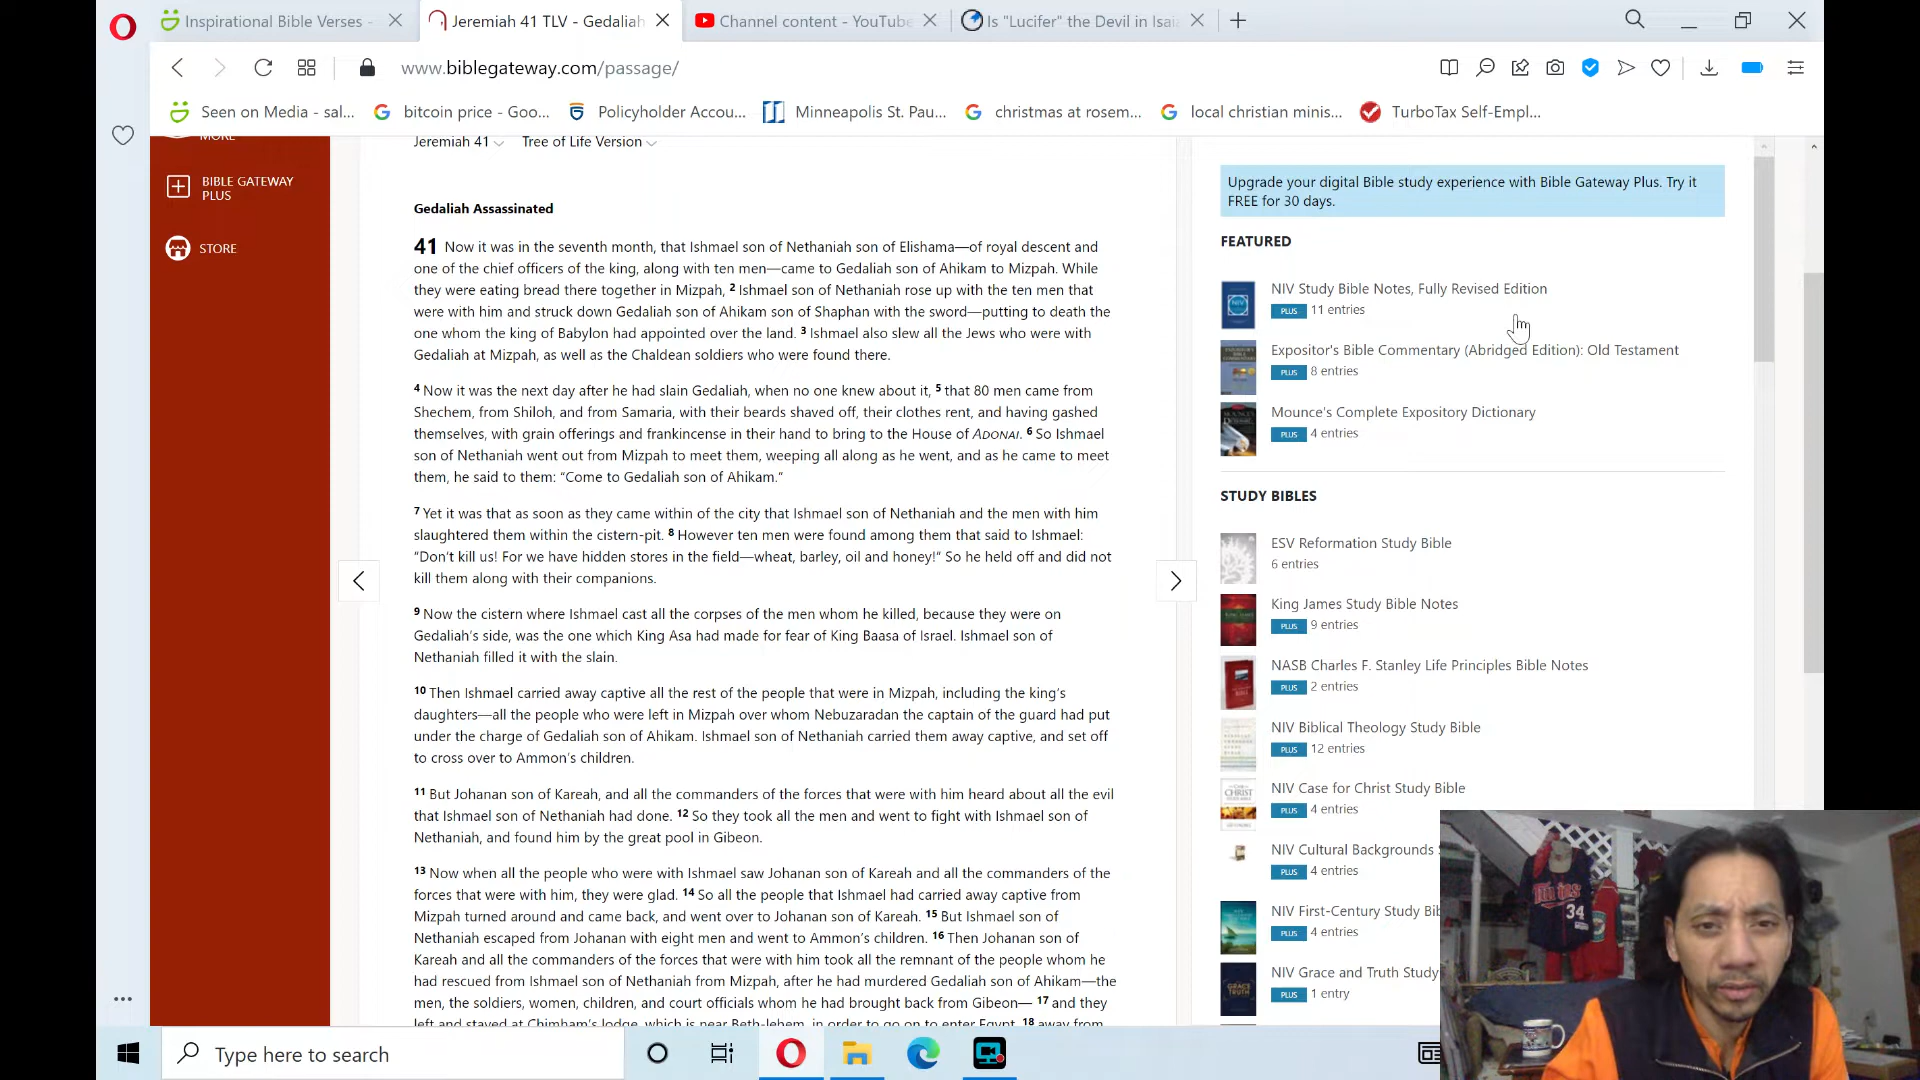 Inspirational Bible Verses -
Jeremiah 41 TLV - Gedaliah
Channel content - YouTube
Is "Lucifer" the Devil in Isai
www.biblegateway.com/passage/
Seen on Media - sal...
bitcoin price - Goo...
Policyholder Accou...
Minneapolis St. Pau...
christmas at rosem...
local christian minis...
TurboTax Self-Empl...
MORE
BIBLE GATEWAY
PLUS
STORE
Jeremiah 41
Tree of Life Version
Gedaliah Assassinated
41 Now it was in the seventh month, that Ishmael son of Nethaniah son of Elishama—of royal descent and
one of the chief officers of the king, along with ten men—came to Gedaliah son of Ahikam to Mizpah. While
they were eating bread there together in Mizpah, 2 Ishmael son of Nethaniah rose up with the ten men that
were with him and struck down Gedaliah son of Ahikam son of Shaphan with the sword—putting to death the
one whom the king of Babylon had appointed over the land. 3 Ishmael also slew all the Jews who were with
Gedaliah at Mizpah, as well as the Chaldean soldiers who were found there.
4 Now it was the next day after he had slain Gedaliah, when no one knew about it, 5 that 80 men came from
Shechem, from Shiloh, and from Samaria, with their beards shaved off, their clothes rent, and having gashed
themselves, with grain offerings and frankincense in their hand to bring to the House of ADONAI. 6 So Ishmael
son of Nethaniah went out from Mizpah to meet them, weeping all along as he went, and as he came to meet
them, he said to them: “Come to Gedaliah son of Ahikam.”
7 Yet it was that as soon as they came within of the city that Ishmael son of Nethaniah and the men with him
slaughtered them within the cistern-pit. 8 However ten men were found among them that said to Ishmael:
“Don’t kill us! For we have hidden stores in the field—wheat, barley, oil and honey!” So he held off and did not
kill them along with their companions.
9 Now the cistern where Ishmael cast all the corpses of the men whom he killed, because they were on
Gedaliah’s side, was the one which King Asa had made for fear of King Baasa of Israel. Ishmael son of
Nethaniah filled it with the slain.
10 Then Ishmael carried away captive all the rest of the people that were in Mizpah, including the king’s
daughters—all the people who were left in Mizpah over whom Nebuzaradan the captain of the guard had put
under the charge of Gedaliah son of Ahikam. Ishmael son of Nethaniah carried them away captive, and set off
to cross over to Ammon’s children.
11 But Johanan son of Kareah, and all the commanders of the forces that were with him heard about all the evil
that Ishmael son of Nethaniah had done. 12 So they took all the men and went to fight with Ishmael son of
Nethaniah, and found him by the great pool in Gibeon.
13 Now when all the people who were with Ishmael saw Johanan son of Kareah and all the commanders of the
forces that were with him, they were glad. 14 So all the people that Ishmael had carried away captive from
Mizpah turned around and came back, and went over to Johanan son of Kareah. 15 But Ishmael son of
Nethaniah escaped from Johanan with eight men and went to Ammon’s children. 16 Then Johanan son of
Kareah and all the commanders of the forces that were with him took all the remnant of the people whom he
had rescued from Ishmael son of Nethaniah from Mizpah, after he had murdered Gedaliah son of Ahikam—the
men, the soldiers, women, children, and court officials whom he had brought back from Gibeon— 17 and they
left and stayed at Chimham’s lodge, which is near Beth-lehem, in order to go on to enter Egypt, 18 away from
Upgrade your digital Bible study experience with Bible Gateway Plus. Try it
FREE for 30 days.
FEATURED
NIV Study Bible Notes, Fully Revised Edition
PLUS 11 entries
Expositor's Bible Commentary (Abridged Edition): Old Testament
PLUS 8 entries
Mounce's Complete Expository Dictionary
PLUS 4 entries
STUDY BIBLES
ESV Reformation Study Bible
6 entries
King James Study Bible Notes
PLUS 9 entries
NASB Charles F. Stanley Life Principles Bible Notes
PLUS 2 entries
NIV Biblical Theology Study Bible
PLUS 12 entries
NIV Case for Christ Study Bible
PLUS 4 entries
NIV Cultural Backgrounds
PLUS 4 entries
NIV First-Century Study Bib
PLUS 4 entries
NIV Grace and Truth Study
PLUS 1 entry
Twins
34
Type here to search